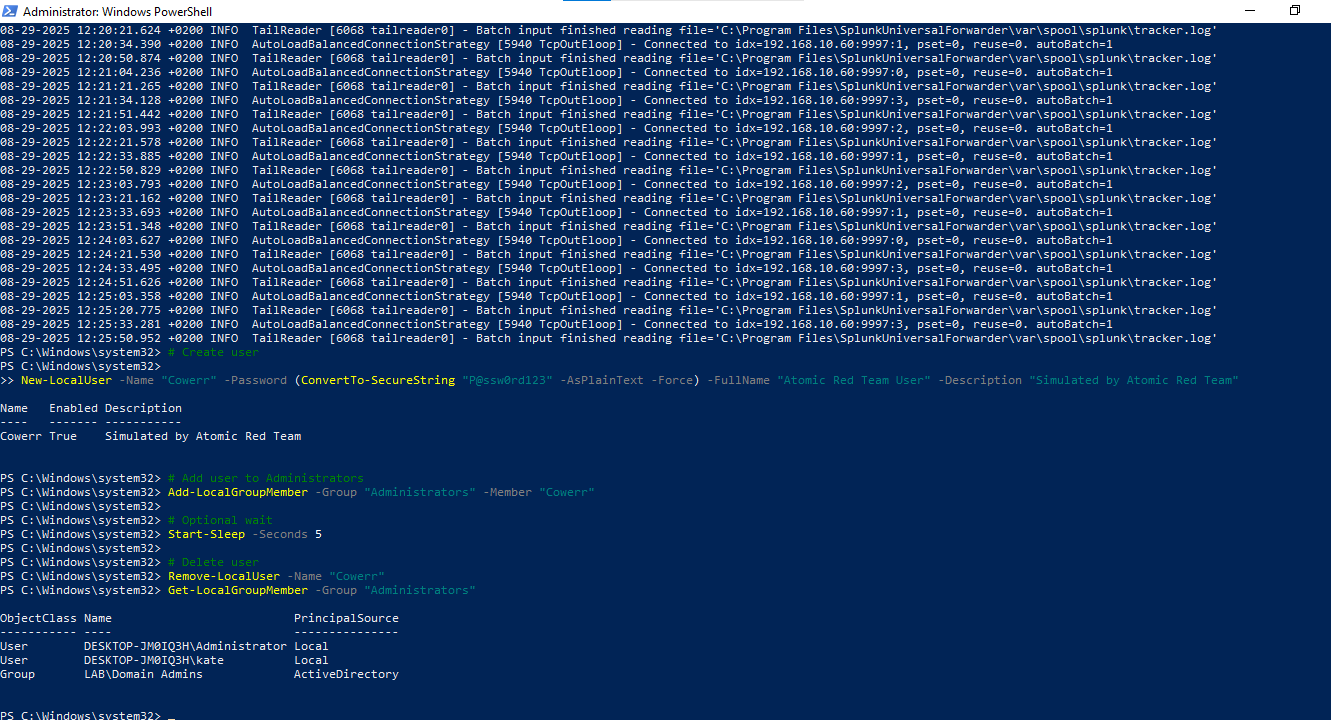 Administrator: Windows PowerShell
08-29-2025 12:20:21.624 +0200 INFO  TailReader [6068 tailreader0] - Batch input finished reading file='C:\Program Files\SplunkUniversalForwarder\var\spool\splunk\tracker.log'
08-29-2025 12:20:34.390 +0200 INFO  AutoLoadBalancedConnectionStrategy [5940 TcpOutEloop] - Connected to idx=192.168.10.60:9997:1, pset=0, reuse=0. autoBatch=1
08-29-2025 12:20:50.874 +0200 INFO  TailReader [6068 tailreader0] - Batch input finished reading file='C:\Program Files\SplunkUniversalForwarder\var\spool\splunk\tracker.log'
08-29-2025 12:21:04.236 +0200 INFO  AutoLoadBalancedConnectionStrategy [5940 TcpOutEloop] - Connected to idx=192.168.10.60:9997:0, pset=0, reuse=0. autoBatch=1
08-29-2025 12:21:21.265 +0200 INFO  TailReader [6068 tailreader0] - Batch input finished reading file='C:\Program Files\SplunkUniversalForwarder\var\spool\splunk\tracker.log'
08-29-2025 12:21:34.128 +0200 INFO  AutoLoadBalancedConnectionStrategy [5940 TcpOutEloop] - Connected to idx=192.168.10.60:9997:3, pset=0, reuse=0. autoBatch=1
08-29-2025 12:21:51.442 +0200 INFO  TailReader [6068 tailreader0] - Batch input finished reading file='C:\Program Files\SplunkUniversalForwarder\var\spool\splunk\tracker.log'
08-29-2025 12:22:03.993 +0200 INFO  AutoLoadBalancedConnectionStrategy [5940 TcpOutEloop] - Connected to idx=192.168.10.60:9997:2, pset=0, reuse=0. autoBatch=1
08-29-2025 12:22:21.578 +0200 INFO  TailReader [6068 tailreader0] - Batch input finished reading file='C:\Program Files\SplunkUniversalForwarder\var\spool\splunk\tracker.log'
08-29-2025 12:22:33.885 +0200 INFO  AutoLoadBalancedConnectionStrategy [5940 TcpOutEloop] - Connected to idx=192.168.10.60:9997:1, pset=0, reuse=0. autoBatch=1
08-29-2025 12:22:50.829 +0200 INFO  TailReader [6068 tailreader0] - Batch input finished reading file='C:\Program Files\SplunkUniversalForwarder\var\spool\splunk\tracker.log'
08-29-2025 12:23:03.793 +0200 INFO  AutoLoadBalancedConnectionStrategy [5940 TcpOutEloop] - Connected to idx=192.168.10.60:9997:2, pset=0, reuse=0. autoBatch=1
08-29-2025 12:23:21.162 +0200 INFO  TailReader [6068 tailreader0] - Batch input finished reading file='C:\Program Files\SplunkUniversalForwarder\var\spool\splunk\tracker.log'
08-29-2025 12:23:33.693 +0200 INFO  AutoLoadBalancedConnectionStrategy [5940 TcpOutEloop] - Connected to idx=192.168.10.60:9997:1, pset=0, reuse=0. autoBatch=1
08-29-2025 12:23:51.348 +0200 INFO  TailReader [6068 tailreader0] - Batch input finished reading file='C:\Program Files\SplunkUniversalForwarder\var\spool\splunk\tracker.log'
08-29-2025 12:24:03.627 +0200 INFO  AutoLoadBalancedConnectionStrategy [5940 TcpOutEloop] - Connected to idx=192.168.10.60:9997:0, pset=0, reuse=0. autoBatch=1
08-29-2025 12:24:21.530 +0200 INFO  TailReader [6068 tailreader0] - Batch input finished reading file='C:\Program Files\SplunkUniversalForwarder\var\spool\splunk\tracker.log'
08-29-2025 12:24:33.495 +0200 INFO  AutoLoadBalancedConnectionStrategy [5940 TcpOutEloop] - Connected to idx=192.168.10.60:9997:3, pset=0, reuse=0. autoBatch=1
08-29-2025 12:24:51.626 +0200 INFO  TailReader [6068 tailreader0] - Batch input finished reading file='C:\Program Files\SplunkUniversalForwarder\var\spool\splunk\tracker.log'
08-29-2025 12:25:03.358 +0200 INFO  AutoLoadBalancedConnectionStrategy [5940 TcpOutEloop] - Connected to idx=192.168.10.60:9997:1, pset=0, reuse=0. autoBatch=1
08-29-2025 12:25:20.775 +0200 INFO  TailReader [6068 tailreader0] - Batch input finished reading file='C:\Program Files\SplunkUniversalForwarder\var\spool\splunk\tracker.log'
08-29-2025 12:25:33.281 +0200 INFO  AutoLoadBalancedConnectionStrategy [5940 TcpOutEloop] - Connected to idx=192.168.10.60:9997:3, pset=0, reuse=0. autoBatch=1
08-29-2025 12:25:50.952 +0200 INFO  TailReader [6068 tailreader0] - Batch input finished reading file='C:\Program Files\SplunkUniversalForwarder\var\spool\splunk\tracker.log'
PS C:\Windows\system32> # Create user
PS C:\Windows\system32>
>> New-LocalUser -Name "Cowerr" -Password (ConvertTo-SecureString "P@ssw0rd123" -AsPlainText -Force) -FullName "Atomic Red Team User" -Description "Simulated by Atomic Red Team"
Name   Enabled Description
----   ------- -----------
Cowerr True    Simulated by Atomic Red Team
PS C:\Windows\system32> # Add user to Administrators
PS C:\Windows\system32> Add-LocalGroupMember -Group "Administrators" -Member "Cowerr"
PS C:\Windows\system32>
PS C:\Windows\system32> # Optional wait
PS C:\Windows\system32> Start-Sleep -Seconds 5
PS C:\Windows\system32>
PS C:\Windows\system32> # Delete user
PS C:\Windows\system32> Remove-LocalUser -Name "Cowerr"
PS C:\Windows\system32> Get-LocalGroupMember -Group "Administrators"
ObjectClass Name                          PrincipalSource
----------- ----                          ---------------
User        DESKTOP-JM0IQ3H\Administrator Local
User        DESKTOP-JM0IQ3H\kate          Local
Group       LAB\Domain Admins             ActiveDirectory
PS C:\Windows\system32> _